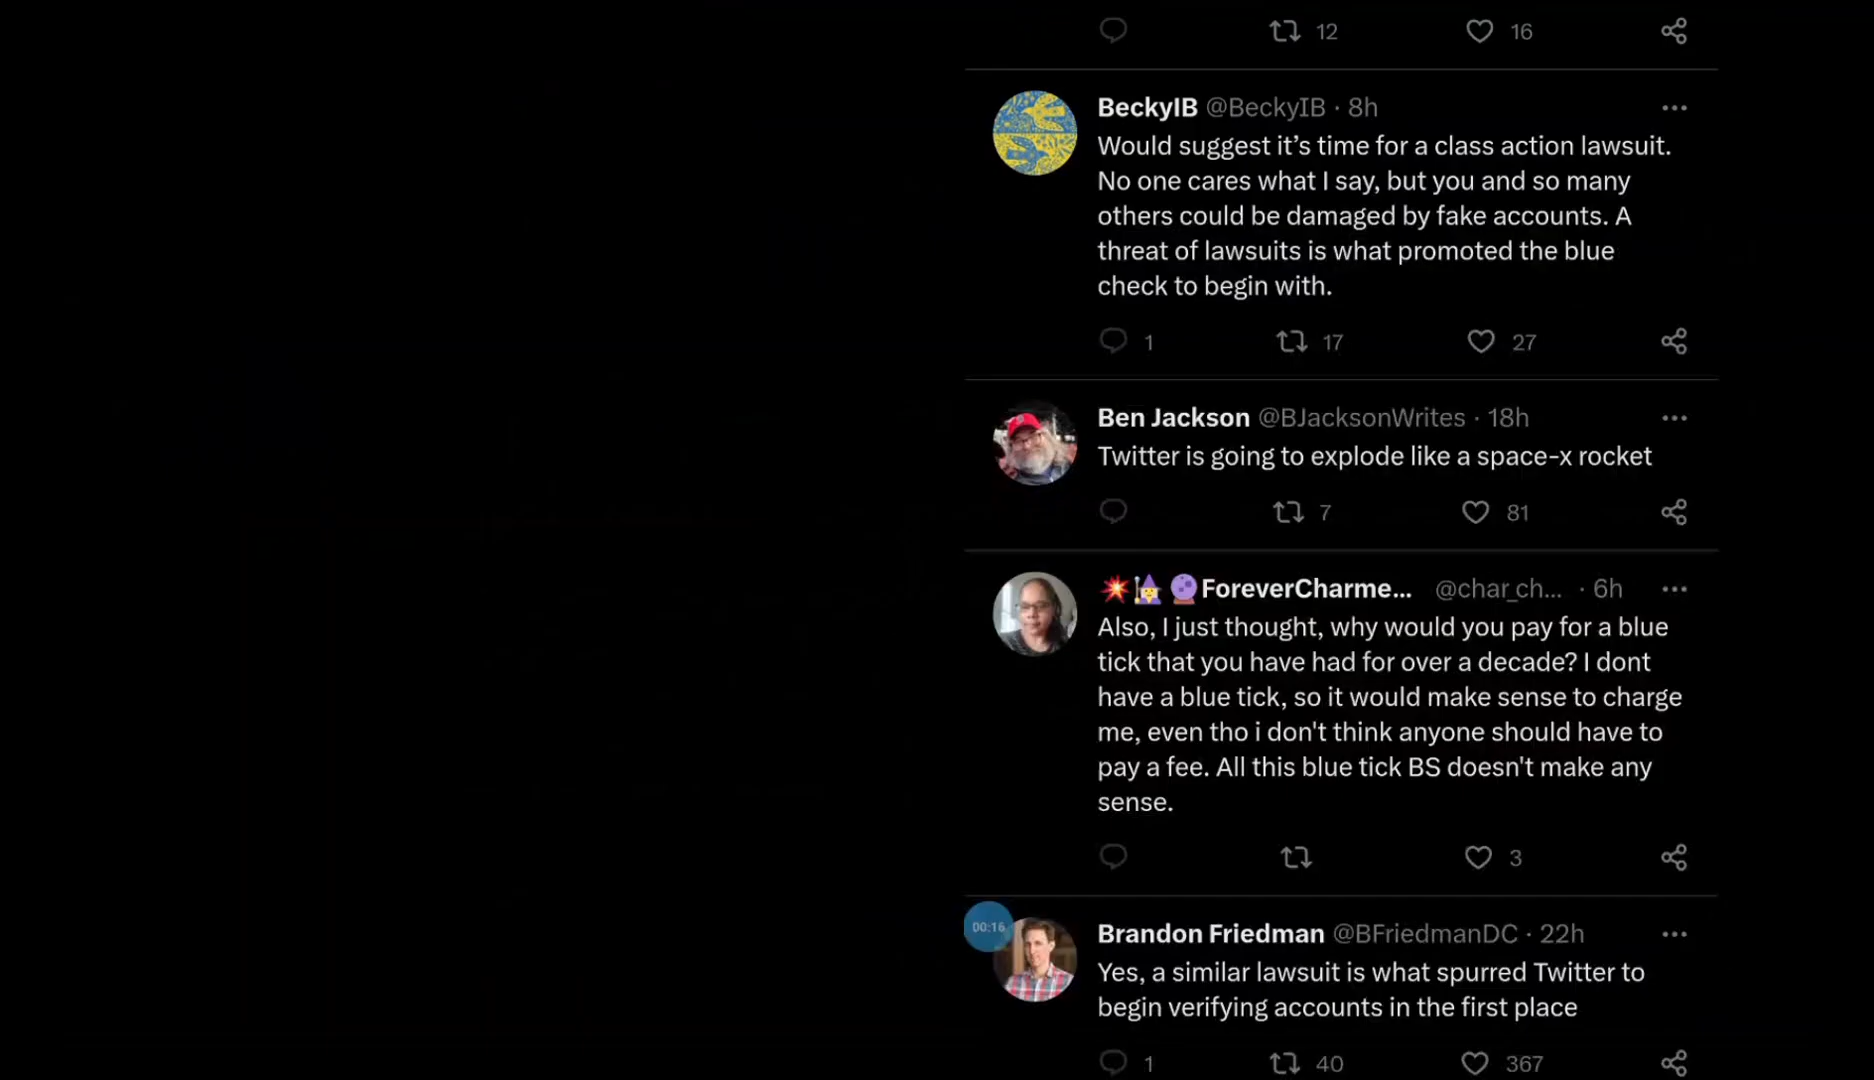 12 16
BeckyIB @BeckyIB · 8h
Would suggest it’s time for a class action lawsuit.
No one cares what I say, but you and so many
others could be damaged by fake accounts. A
threat of lawsuits is what promoted the blue
check to begin with.
1 17 27
Ben Jackson @BJacksonWrites · 18h
Twitter is going to explode like a space-x rocket
7 81
💥🧙‍♀️🔮ForeverCharme... @char_ch... · 6h
Also, I just thought, why would you pay for a blue
tick that you have had for over a decade? I dont
have a blue tick, so it would make sense to charge
me, even tho i don't think anyone should have to
pay a fee. All this blue tick BS doesn't make any
sense.
3
00:16
Brandon Friedman @BFriedmanDC · 22h
Yes, a similar lawsuit is what spurred Twitter to
begin verifying accounts in the first place
1 40 367